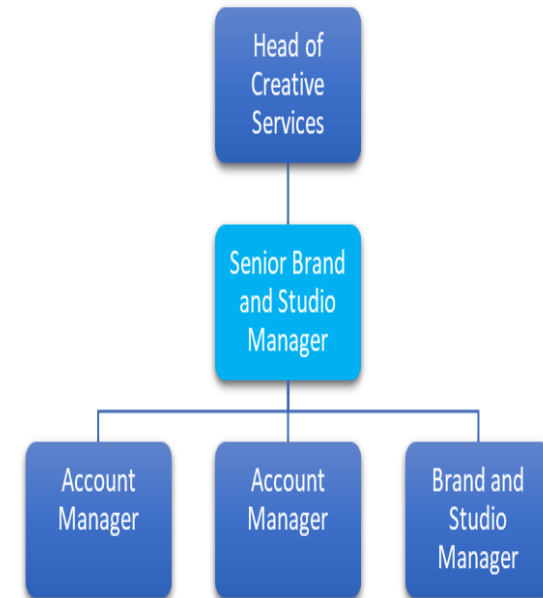 Head of
Creative
Services
Senior Brand
and Studio
Manager
Account
Manager
Account
Manager
Brand and
Studio
Manager